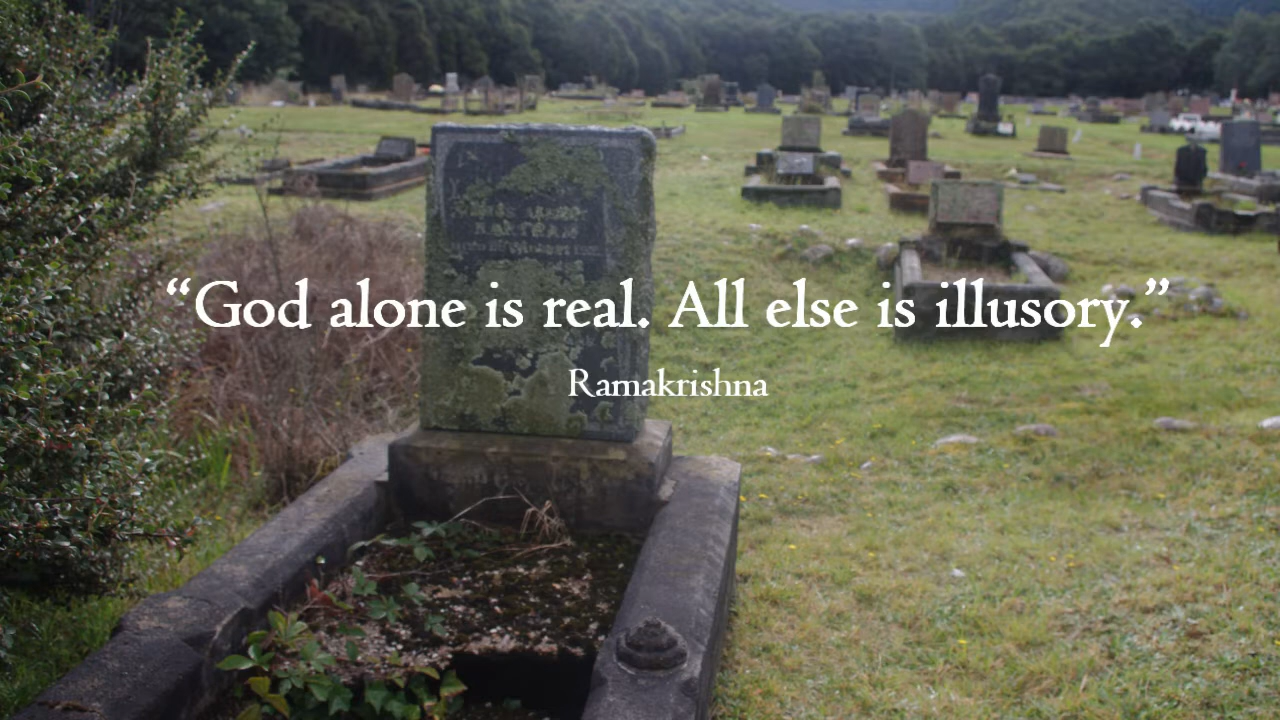 “God alone is real. All else is illusory.”
Ramakrishna